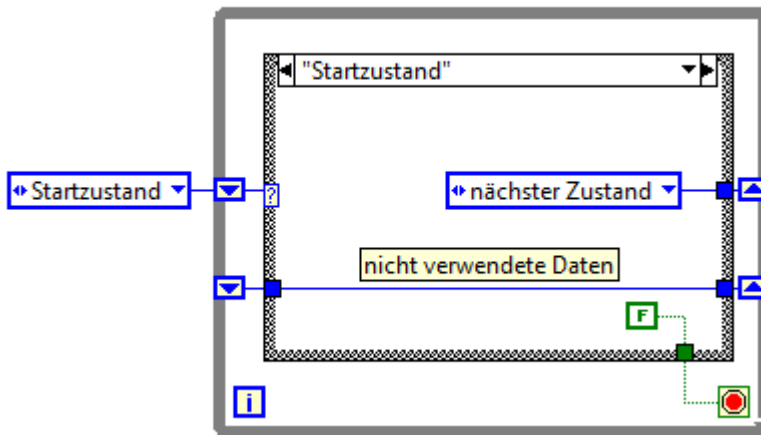 "Startzustand"
Startzustand
?
nächster Zustand
nicht verwendete Daten
F
i